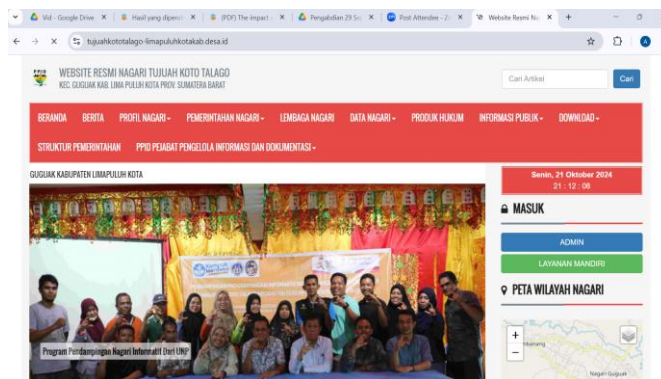 Vid - Google Drive
Hasil yang diperol
(PDF) The impact
Pengabdian 23 Se
Post Attendee - Z
Website Resmi Na
tujuahkototalago-limapuluhkotakab.desa.id
WEBSITE RESMI NAGARI TUJUAH KOTO TALAGO
KEC. GUGUAK KAB. LIMA PULUH KOTA PROV. SUMATERA BARAT
Cari Artikel
Cari
BERANDA BERITA PROFIL NAGARI PEMERINTAHAN NAGARI LEMBAGA NAGARI DATA NAGARI PRODUK HUKUM INFORMASI PUBLIK DOWNLOAD
STRUKTUR PEMERINTAHAN PPID PEJABAT PENGELOLA INFORMASI DAN DOKUMENTASI
GUGUAK KABUPATEN LIMAPULUH KOTA
Senin, 21 Oktober 2024
21 : 12 : 08
MASUK
ADMIN
LAYANAN MANDIRI
PETA WILAYAH NAGARI
+
−
Nagari Guguak
Program Pendampingan Nagari Informatif Dari UNP